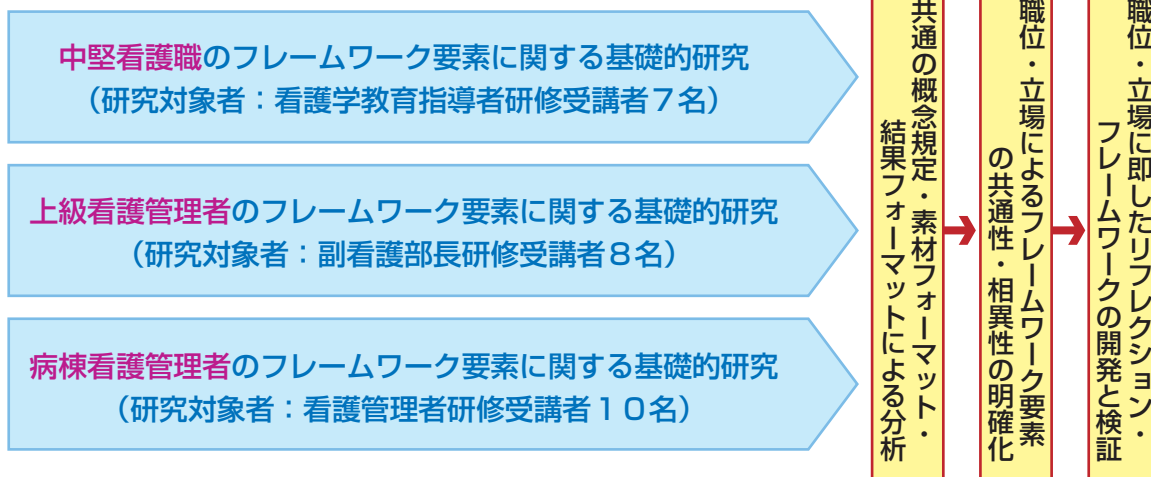 中堅看護職のフレームワーク要素に関する基礎的研究
（研究対象者：看護学教育指導者研修受講者７名）
上級看護管理者のフレームワーク要素に関する基礎的研究
（研究対象者：副看護部長研修受講者８名）
病棟看護管理者のフレームワーク要素に関する基礎的研究
（研究対象者：看護管理者研修受講者１０名）
共通の概念規定・素材フォーマット・
結果フォーマットによる分析
職位・立場によるフレームワーク要素
の共通性・相異性の明確化
職位・立場に即したリフレクション・
フレームワークの開発と検証